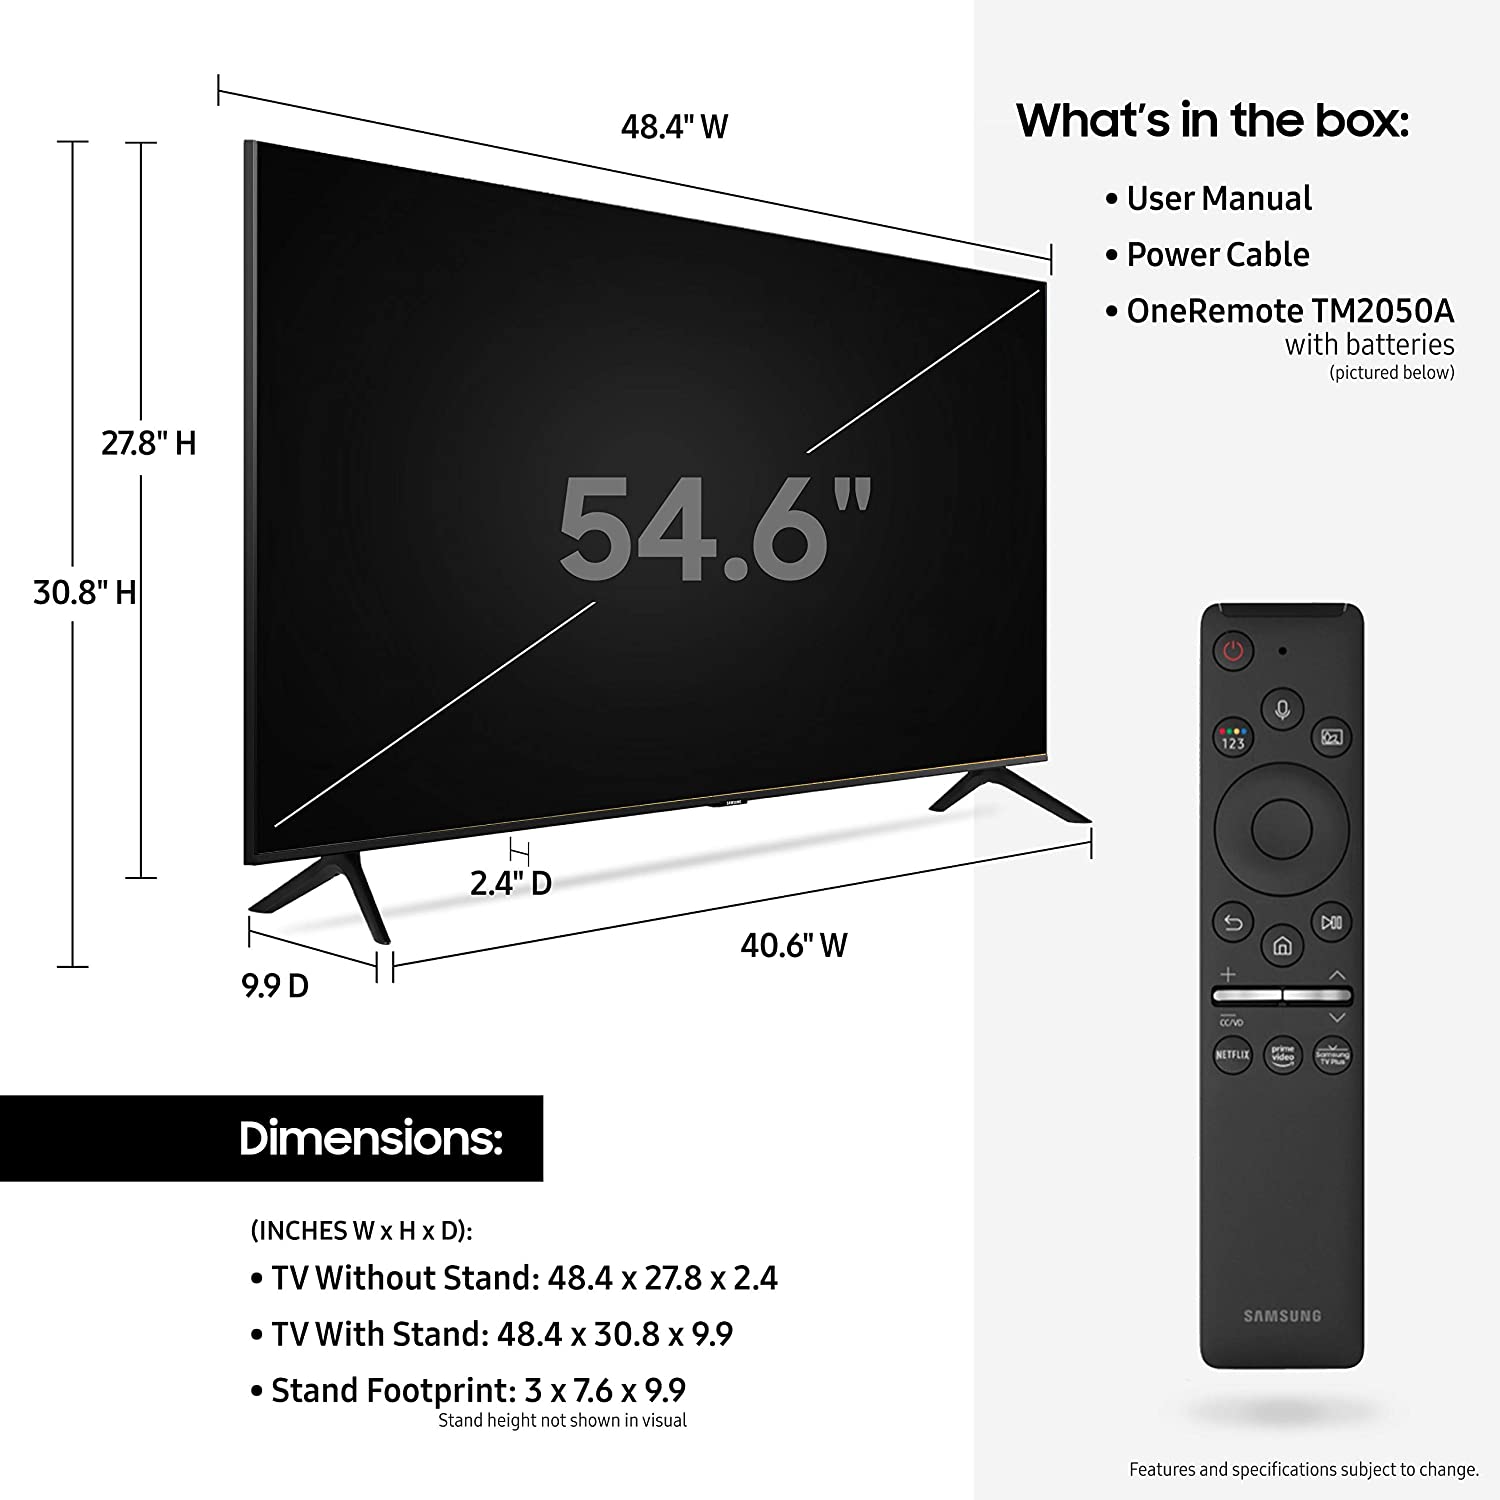 48.4" W
27.8" H
30.8" H
54.6"
SAMSUNG
2.4" D
40.6" W
9.9 D
What's in the box:
• User Manual
• Power Cable
• OneRemote TM2050A
with batteries
(pictured below)
123
CC/VD
NETFLIX
prime
video
Samsung
TV Plus
SAMSUNG
Dimensions:
(INCHES W x H x D):
• TV Without Stand: 48.4 x 27.8 x 2.4
• TV With Stand: 48.4 x 30.8 x 9.9
• Stand Footprint: 3 x 7.6 x 9.9
Stand height not shown in visual
Features and specifications subject to change.